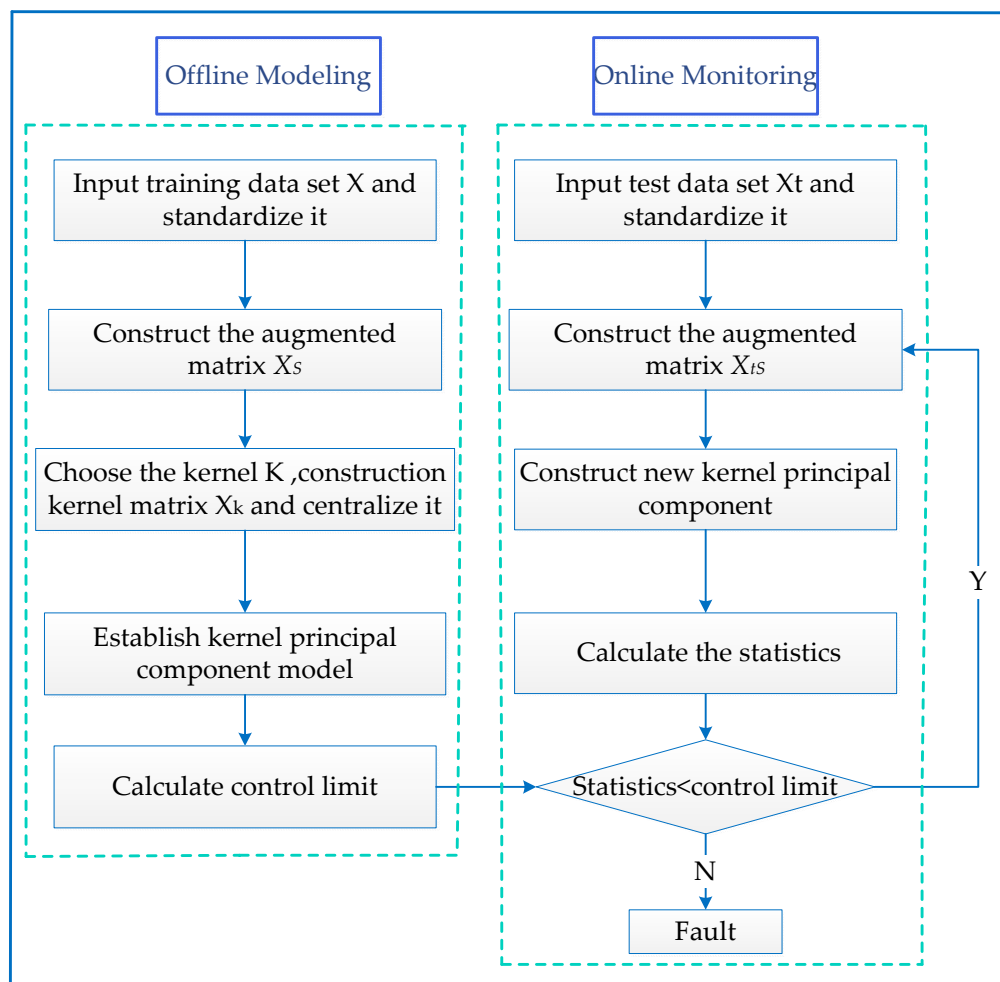 Offline Modeling
Input training data set X and
standardize it
Construct the augmented
matrix Xs
Choose the kernel K ,construction
kernel matrix Xk and centralize it
Establish kernel principal
component model
Calculate control limit
Online Monitoring
Input test data set Xt and
standardize it
Construct the augmented
matrix Xts
Construct new kernel principal
component
Calculate the statistics
Statistics<control limit
Y
N
Fault